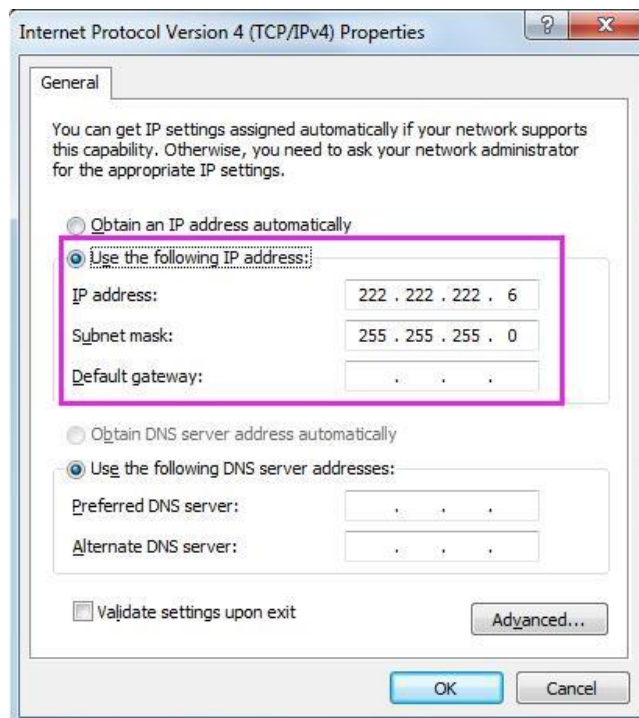 Internet Protocol Version 4 (TCP/IPv4) Properties
?
X
General
You can get IP settings assigned automatically if your network supports
this capability. Otherwise, you need to ask your network administrator
for the appropriate IP settings.
Obtain an IP address automatically
Use the following IP address:
IP address: 222 . 222 . 222 . 6
Subnet mask: 255 . 255 . 255 . 0
Default gateway: . . .
Obtain DNS server address automatically
Use the following DNS server addresses:
Preferred DNS server: . . .
Alternate DNS server: . . .
Validate settings upon exit
Advanced...
OK Cancel